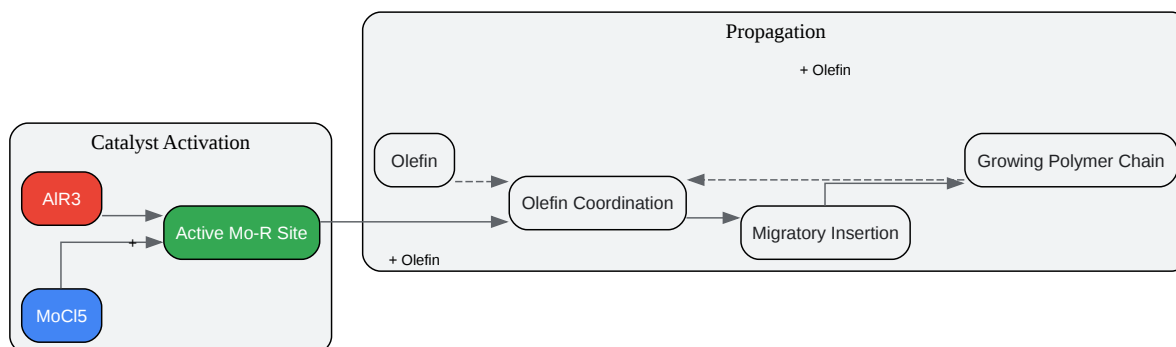 Catalyst Activation
AlR3
+
Active Mo-R Site
MoCl5
Propagation
+ Olefin
Olefin
Olefin Coordination
Migratory Insertion
Growing Polymer Chain
+ Olefin